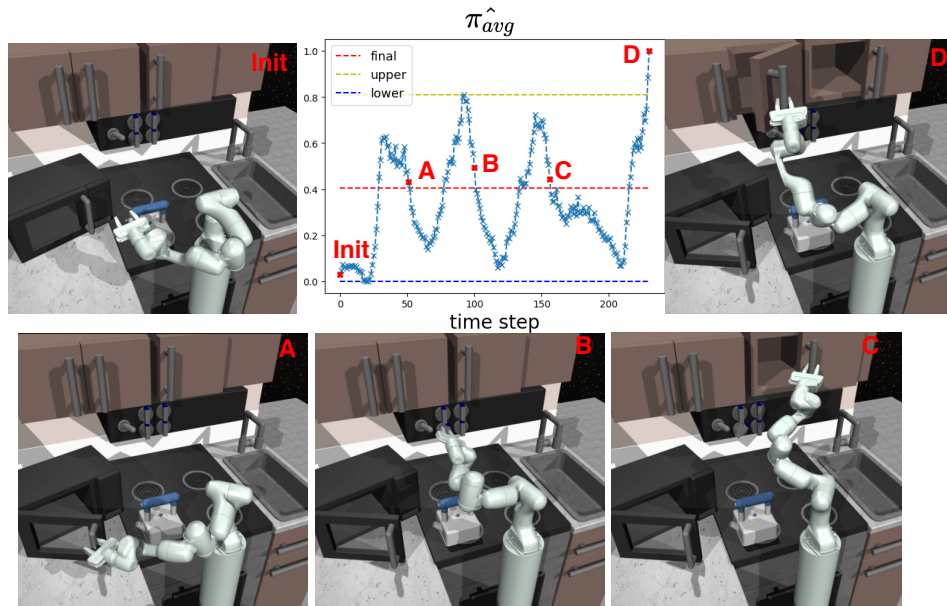 π̂_avg
Init
final
upper
lower
1.0
0.8
0.6
0.4
0.2
0.0
Init
A
B
C
D
0
50
100
150
200
time step
D
A
B
C